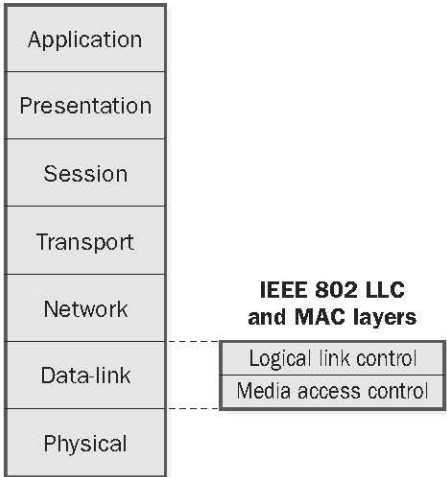 Application
Presentation
Session
Transport
Network
Data-link
Physical
IEEE 802 LLC
and MAC layers
Logical link control
Media access control